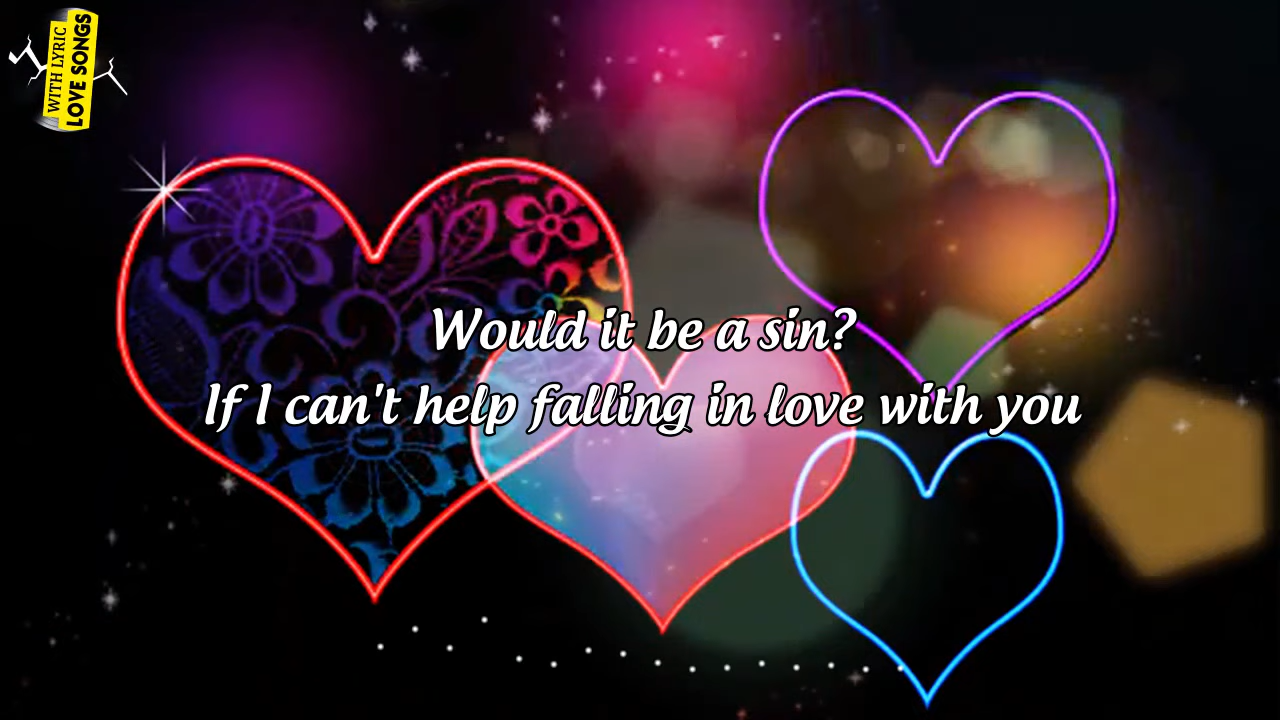 WITH LYRIC
LOVE SONGS
Would it be a sin?
If I can't help falling in love with you